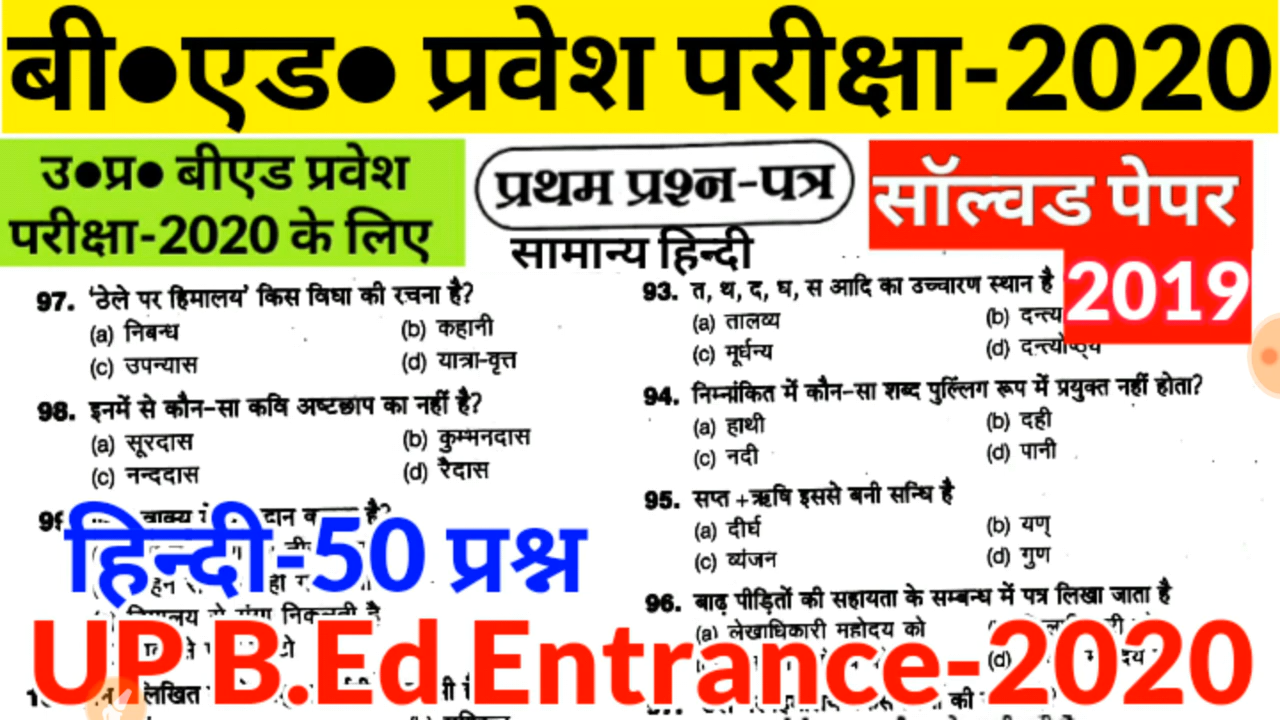 बी●एड● प्रवेश परीक्षा-2020
उ●प्र● बीएड प्रवेश
परीक्षा-2020 के लिए
प्रथम प्रश्न-पत्र
सामान्य हिन्दी
सॉल्वड पेपर
2019
97. 'ठेले पर हिमालय' किस विधा की रचना है?
(a) निबन्ध (b) कहानी
(c) उपन्यास (d) यात्रा-वृत्त
98. इनमें से कौन-सा कवि अष्टछाप का नहीं है?
(a) सूरदास (b) कुम्भनदास
(c) नन्ददास (d) रैदास
हिन्दी-50 प्रश्न
93. त, थ, द, ध, स आदि का उच्चारण स्थान है
(a) तालव्य (b) दन्त्य
(c) मूर्धन्य (d) दन्त्योष्ठ्य
94. निम्नांकित में कौन-सा शब्द पुल्लिंग रूप में प्रयुक्त नहीं होता?
(a) हाथी (b) दही
(c) नदी (d) पानी
95. सप्त + ऋषि इससे बनी सन्धि है
(a) दीर्घ (b) यण्
(c) व्यंजन (d) गुण
96. बाढ़ पीड़ितों की सहायता के सम्बन्ध में पत्र लिखा जाता है
(a) लेखाधिकारी महोदय को
(d)
UP B.Ed Entrance-2020